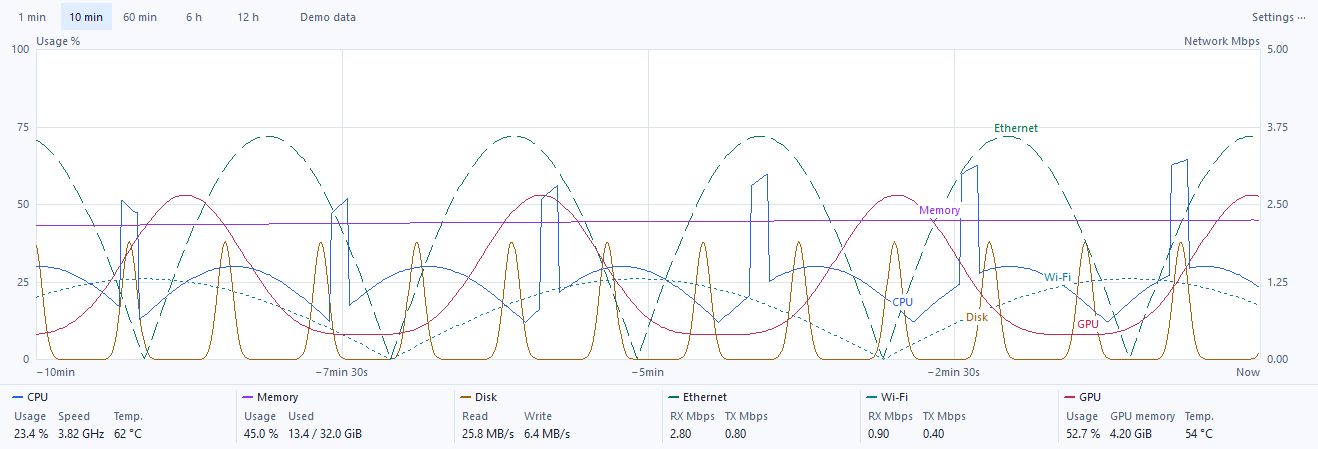 1 min 10 min 60 min 6 h 12 h Demo data Settings ···
Usage % Network Mbps
100 5.00
75 3.75
Ethernet
50 2.50
Memory
25 1.25
Wi-Fi
CPU
Disk
GPU
0 0.00
−10min −7min 30s −5min −2min 30s Now
CPU Memory Disk Ethernet Wi-Fi GPU
Usage Speed Temp. Usage Used Read Write RX Mbps TX Mbps RX Mbps TX Mbps Usage GPU memory Temp.
23.4 % 3.82 GHz 62 °C 45.0 % 13.4 / 32.0 GiB 25.8 MB/s 6.4 MB/s 2.80 0.80 0.90 0.40 52.7 % 4.20 GiB 54 °C